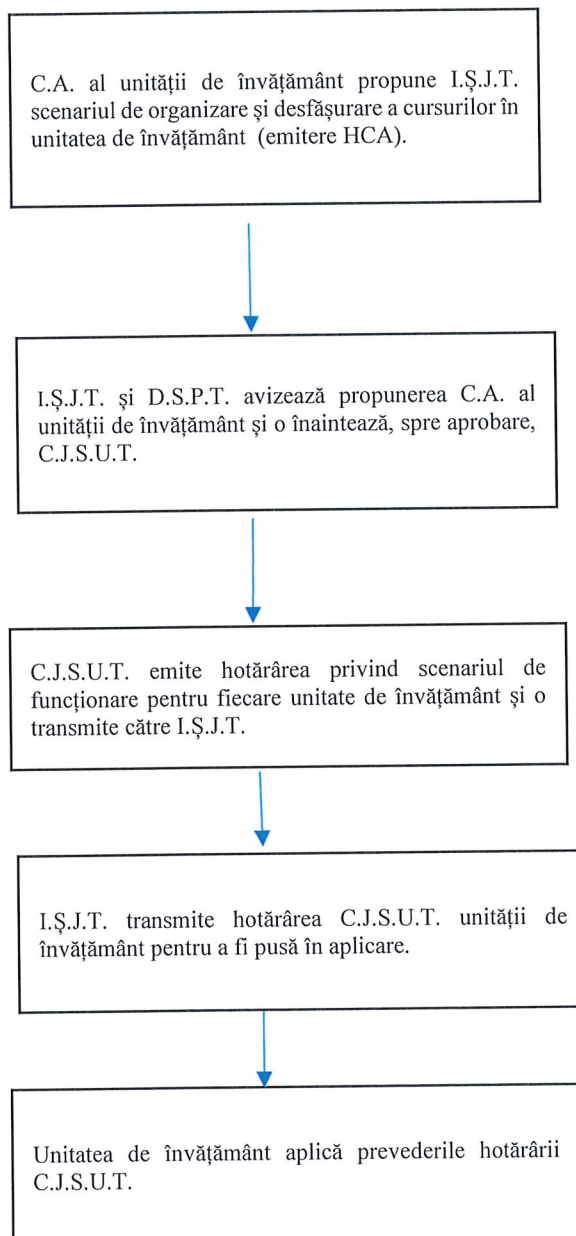 C.A. al unității de învățământ propune I.Ș.J.T.
scenariul de organizare și desfășurare a cursurilor în
unitatea de învățământ (emitere HCA).
I.Ș.J.T. și D.S.P.T. avizează propunerea C.A. al
unității de învățământ și o înaintează, spre aprobare,
C.J.S.U.T.
C.J.S.U.T. emite hotărârea privind scenariul de
funcționare pentru fiecare unitate de învățământ și o
transmite către I.Ș.J.T.
I.Ș.J.T. transmite hotărârea C.J.S.U.T. unității de
învățământ pentru a fi pusă în aplicare.
Unitatea de învățământ aplică prevederile hotărârii
C.J.S.U.T.